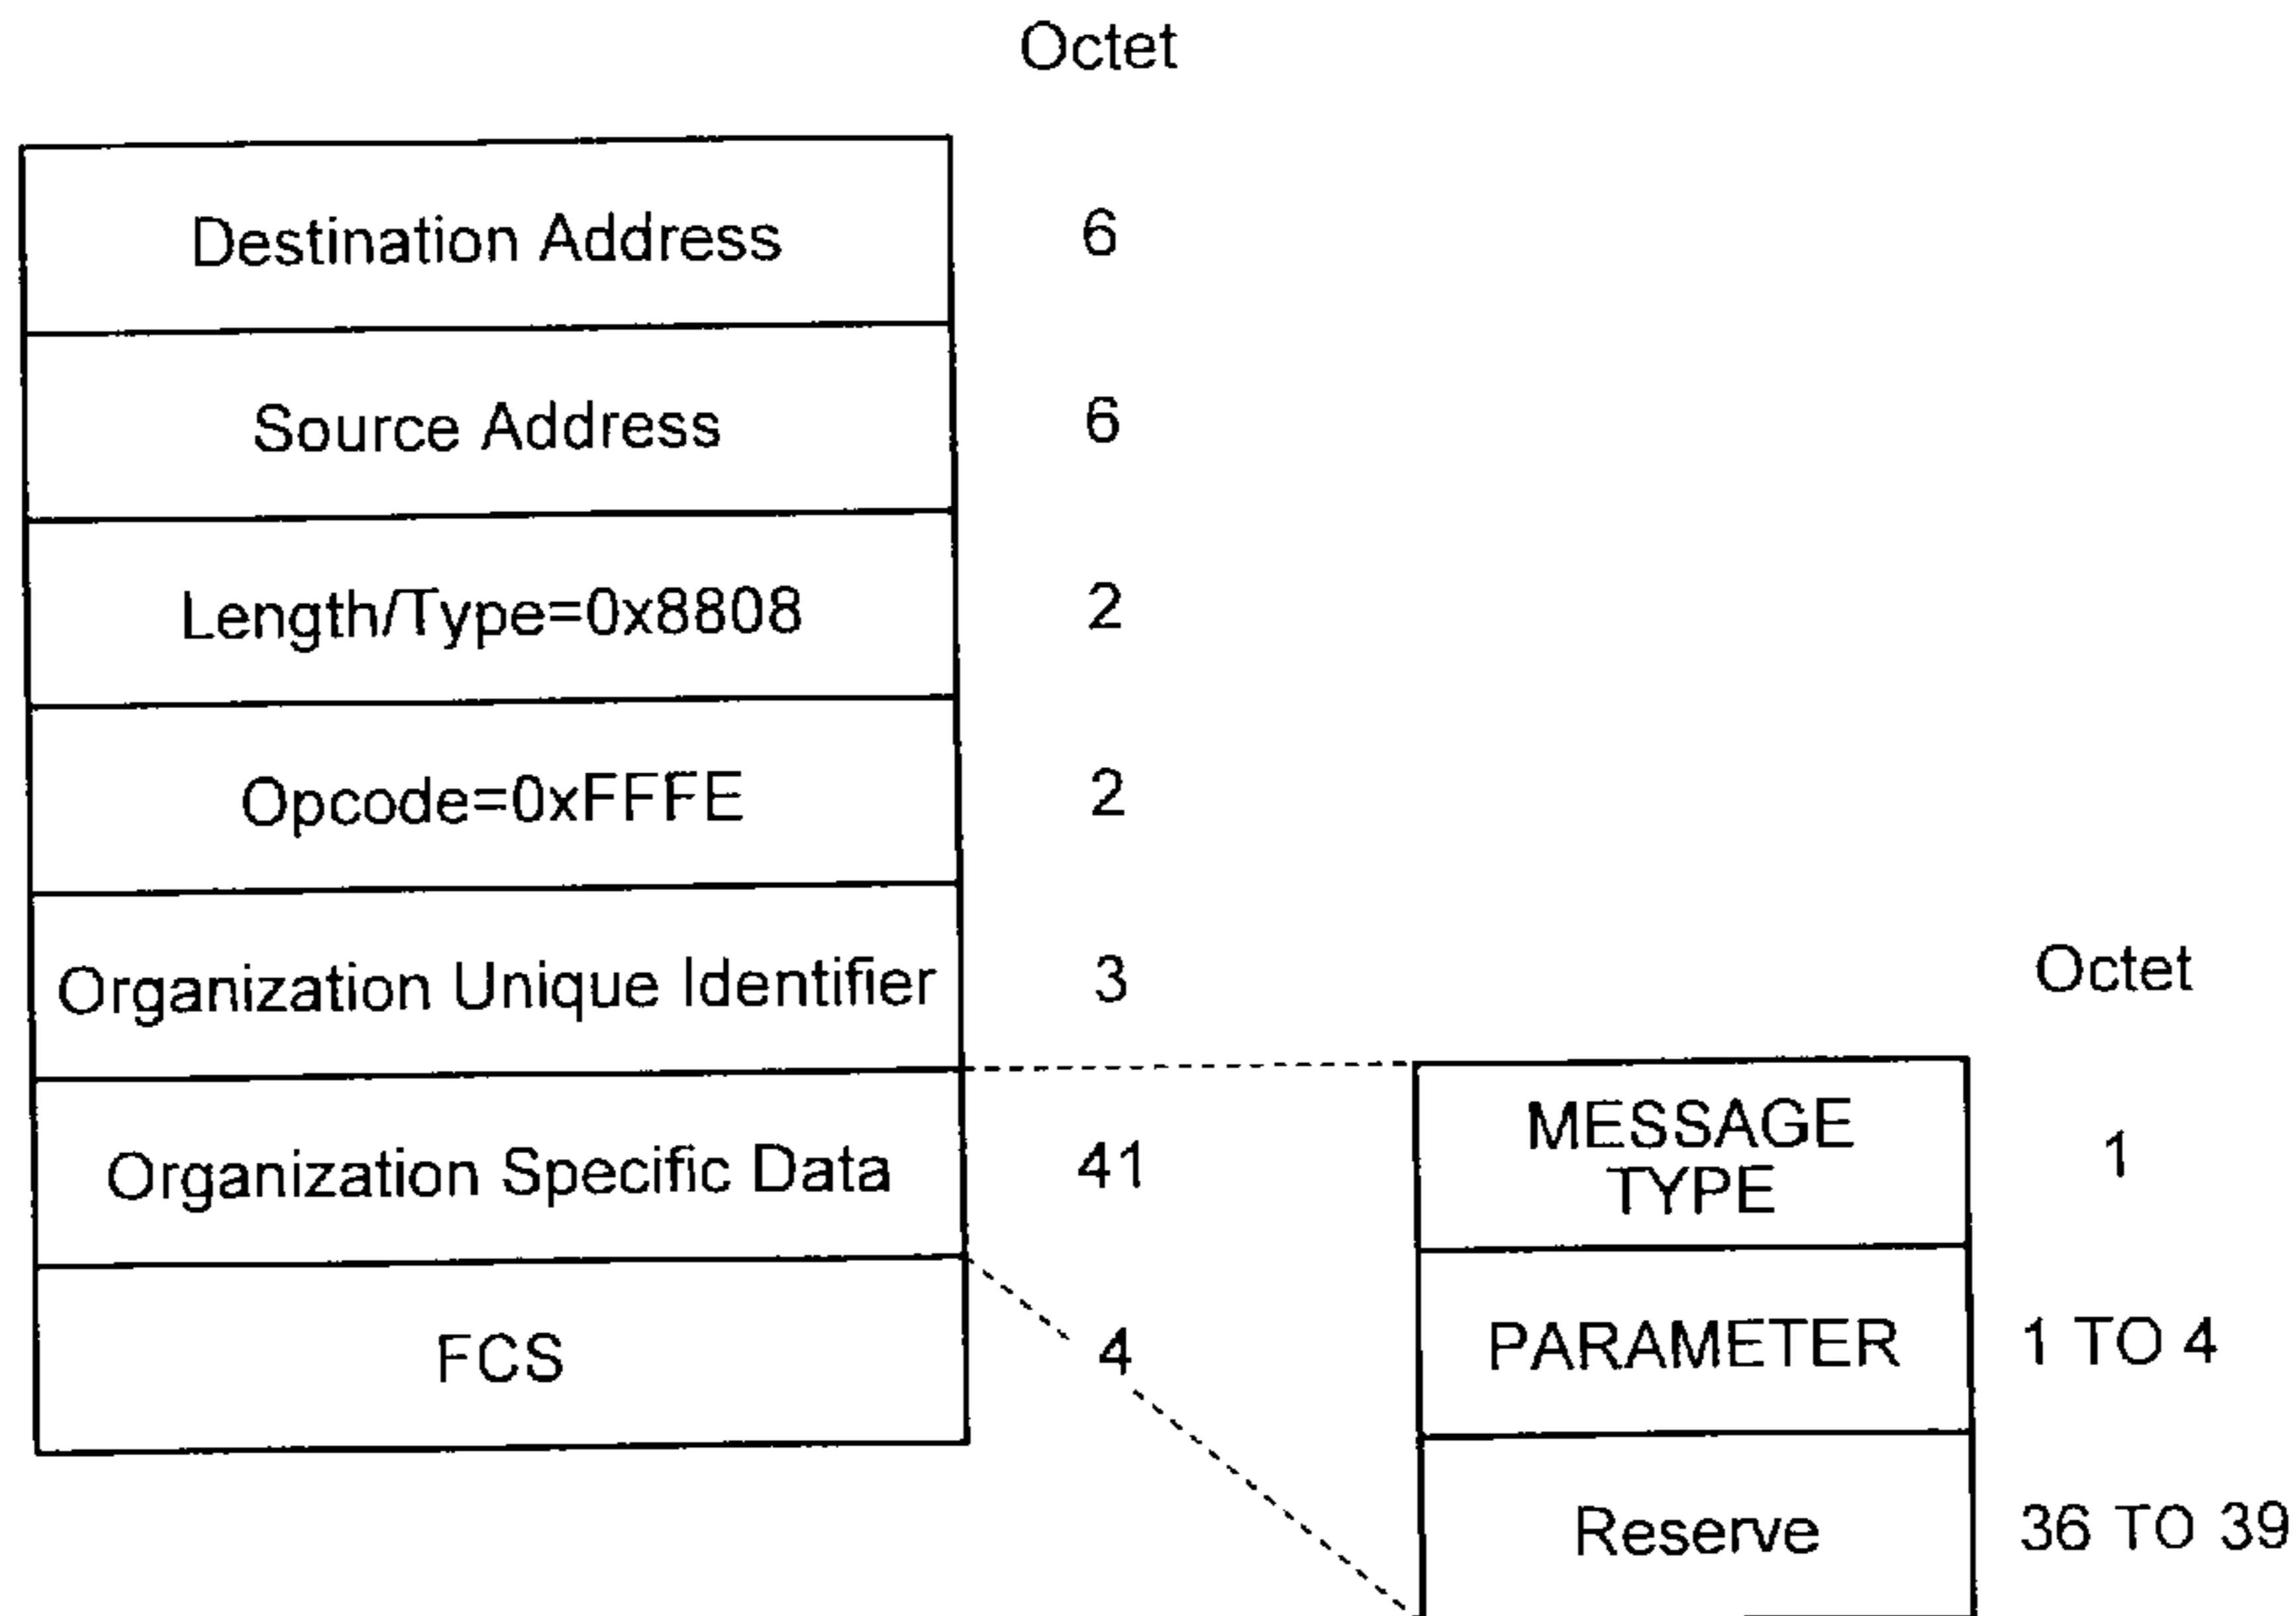 Octet
Destination Address 6
Source Address 6
Length/Type=0x8808 2
Opcode=0xFFFE 2
Organization Unique Identifier 3
Organization Specific Data 41
FCS 4
Octet
MESSAGE
TYPE
1
PARAMETER 1 TO 4
Reserve 36 TO 39